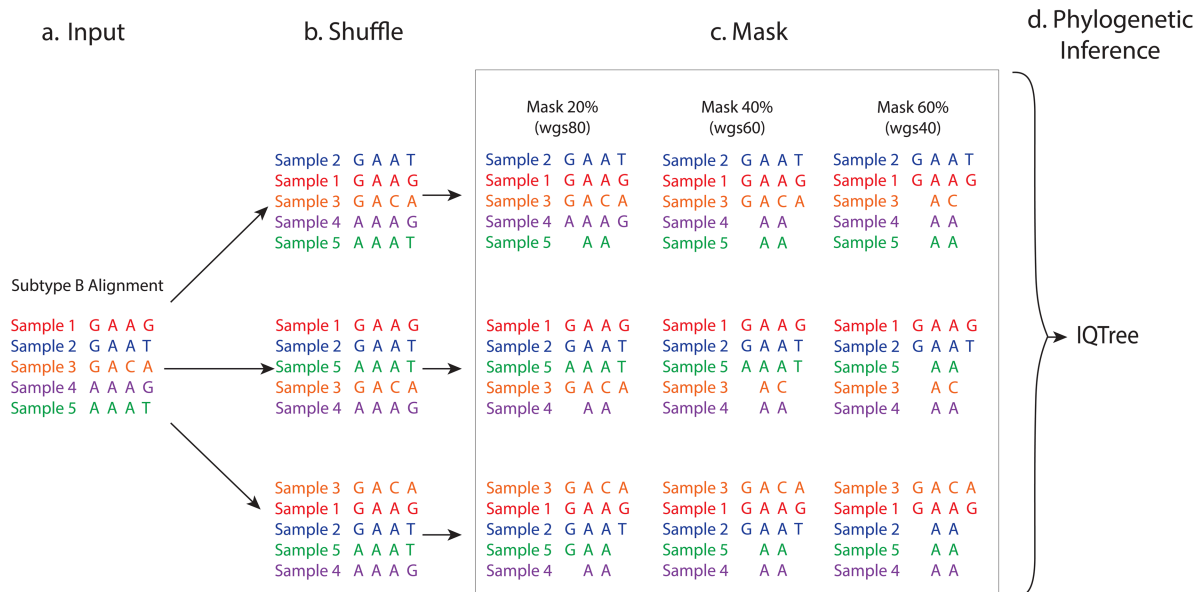 a. Input
b. Shuffle
c. Mask
d. Phylogenetic
Inference
Mask 20%
(wgs80)
Mask 40%
(wgs60)
Mask 60%
(wgs40)
Subtype B Alignment
Sample 1 G A A G
Sample 2 G A A T
Sample 3 G A C A
Sample 4 A A A G
Sample 5 A A A T
Sample 2 G A A T
Sample 1 G A A G
Sample 3 G A C A
Sample 4 A A A G
Sample 5 A A A T
Sample 2 G A A T
Sample 1 G A A G
Sample 3 G A C A
Sample 4 A A A G
Sample 5 A A
Sample 2 G A A T
Sample 1 G A A G
Sample 3 G A C A
Sample 4 A A
Sample 5 A A
Sample 2 G A A T
Sample 1 G A A G
Sample 3 A C
Sample 4 A A
Sample 5 A A
Sample 1 G A A G
Sample 2 G A A T
Sample 5 A A A T
Sample 3 G A C A
Sample 4 A A A G
Sample 1 G A A G
Sample 2 G A A T
Sample 5 A A A T
Sample 3 G A C A
Sample 4 A A
Sample 1 G A A G
Sample 2 G A A T
Sample 5 A A A T
Sample 3 A C
Sample 4 A A
Sample 1 G A A G
Sample 2 G A A T
Sample 5 A A
Sample 3 A C
Sample 4 A A
Sample 3 G A C A
Sample 1 G A A G
Sample 2 G A A T
Sample 5 A A A T
Sample 4 A A A G
Sample 3 G A C A
Sample 1 G A A G
Sample 2 G A A T
Sample 5 G A A
Sample 4 A A
Sample 3 G A C A
Sample 1 G A A G
Sample 2 G A A T
Sample 5 A A
Sample 4 A A
Sample 3 G A C A
Sample 1 G A A G
Sample 2 A A
Sample 5 A A
Sample 4 A A
IQTree